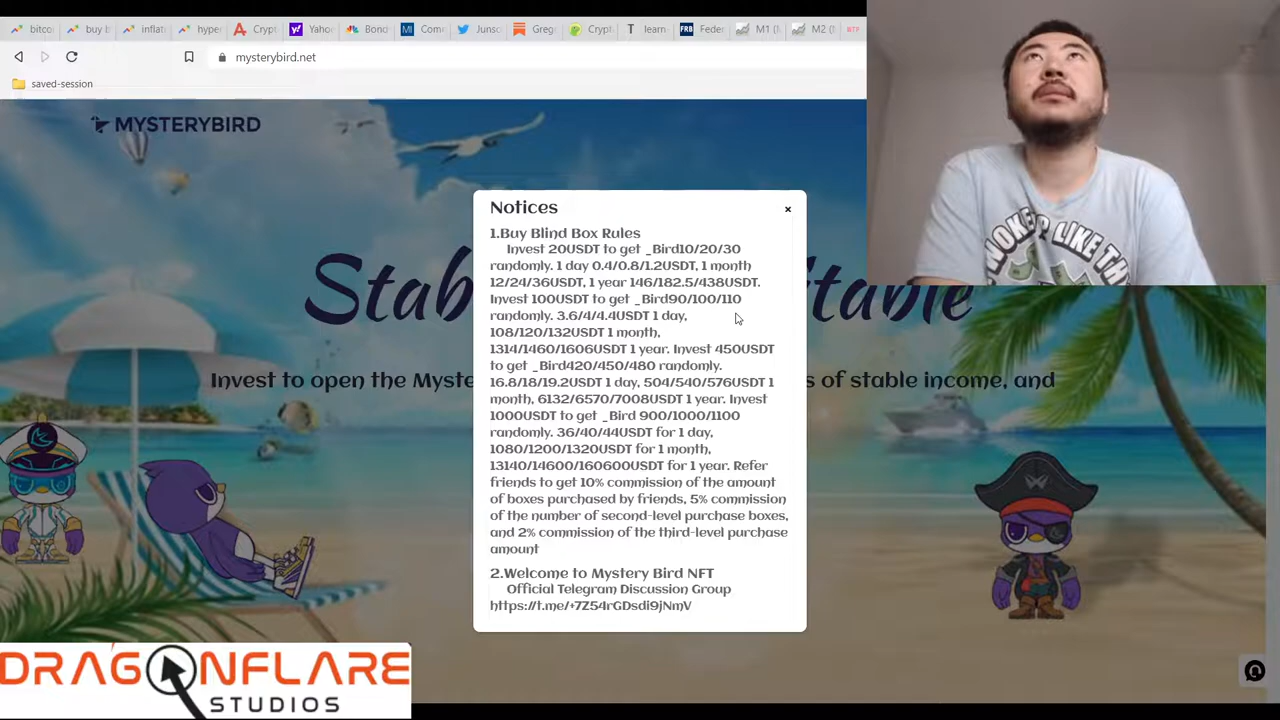 bitco
buy b
inflat
hype
Crypt
Yaho
Bond
Com
Junso
Greg
Crypt
learn
FRB
Feder
M1 (
M2 (
mysterybird.net
saved-session
MYSTERYBIRD
Stab
table
Invest to open the Myste
s of stable income, and
Notices
×
1.Buy Blind Box Rules
Invest 20USDT to get _Bird10/20/30
randomly. 1 day 0.4/0.8/1.2USDT, 1 month
12/24/36USDT, 1 year 146/182.5/438USDT.
Invest 100USDT to get _Bird90/100/110
randomly. 3.6/4/4.4USDT 1 day,
108/120/132USDT 1 month,
1314/1460/1606USDT 1 year. Invest 450USDT
to get _Bird420/450/480 randomly.
16.8/18/19.2USDT 1 day, 504/540/576USDT 1
month, 6132/6570/7008USDT 1 year. Invest
1000USDT to get _Bird 900/1000/1100
randomly. 36/40/44USDT for 1 day,
1080/1200/1320USDT for 1 month,
13140/14600/160600USDT for 1 year. Refer
friends to get 10% commission of the amount
of boxes purchased by friends, 5% commission
of the number of second-level purchase boxes,
and 2% commission of the third-level purchase
amount
2.Welcome to Mystery Bird NFT
Official Telegram Discussion Group
https://t.me/+7Z54rGDsdi9jNmV
WOKE LIKE TH
DRAGONFLARE
STUDIOS